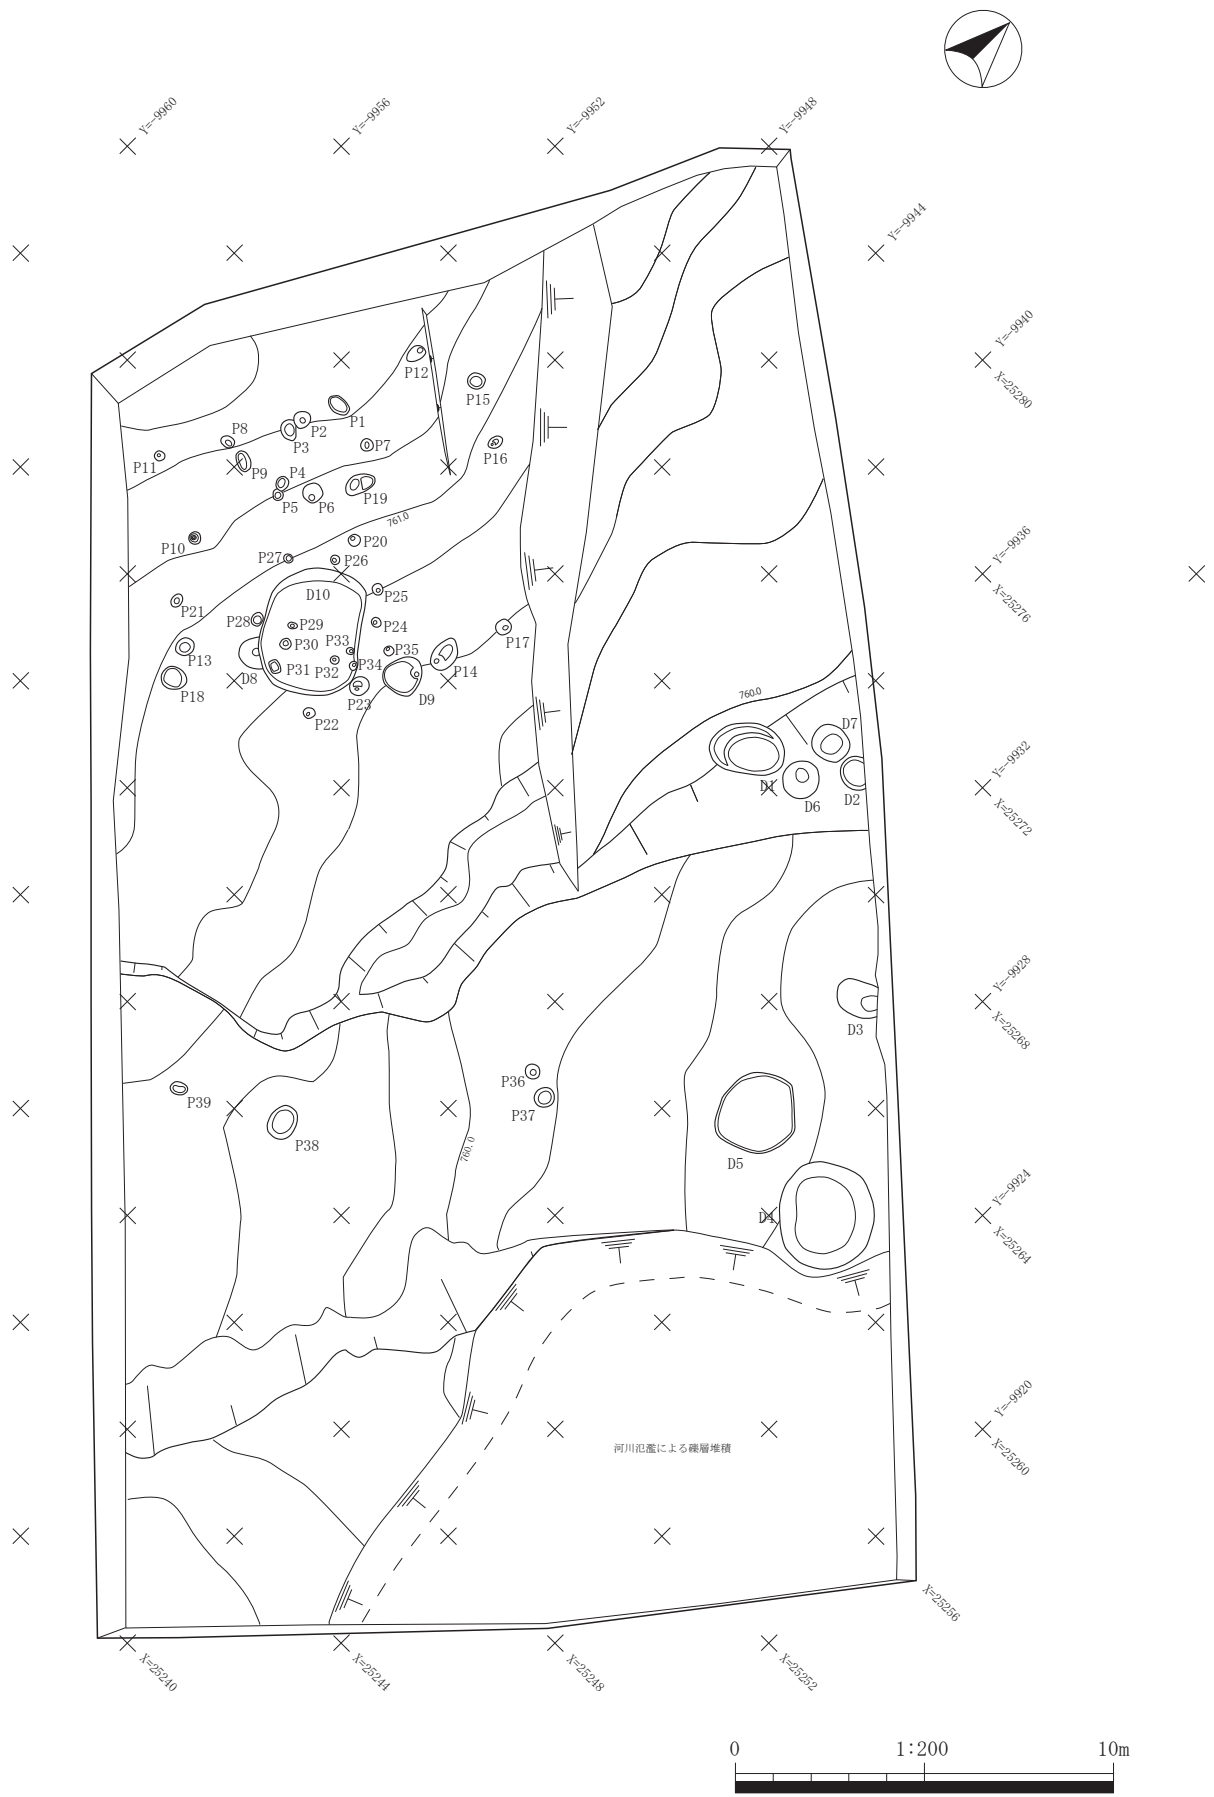 Y=-9960
Y=-9956
Y=-9952
Y=-9948
Y=-9944
Y=-9940
X=25280
P12
P15
P1
P2
P8
P3
P7
P16
P11
P9
P4
P19
P5
P6
761.0
P10
P20
P27
P26
Y=-9936
X=25276
D10
P25
P21
P28
P29
P24
P17
P30
P33
P35
P13
P31
P32
P34
P14
D8
P18
P23
D9
P22
760.0
D7
D1
D2
D6
Y=-9932
X=25272
Y=-9928
X=25268
D3
P36
P39
P37
P38
760.0
D5
Y=-9924
X=25264
D4
Y=-9920
X=25260
河川氾濫による礫層堆積
X=25256
X=25240
X=25244
X=25248
X=25252
0 1:200 10m